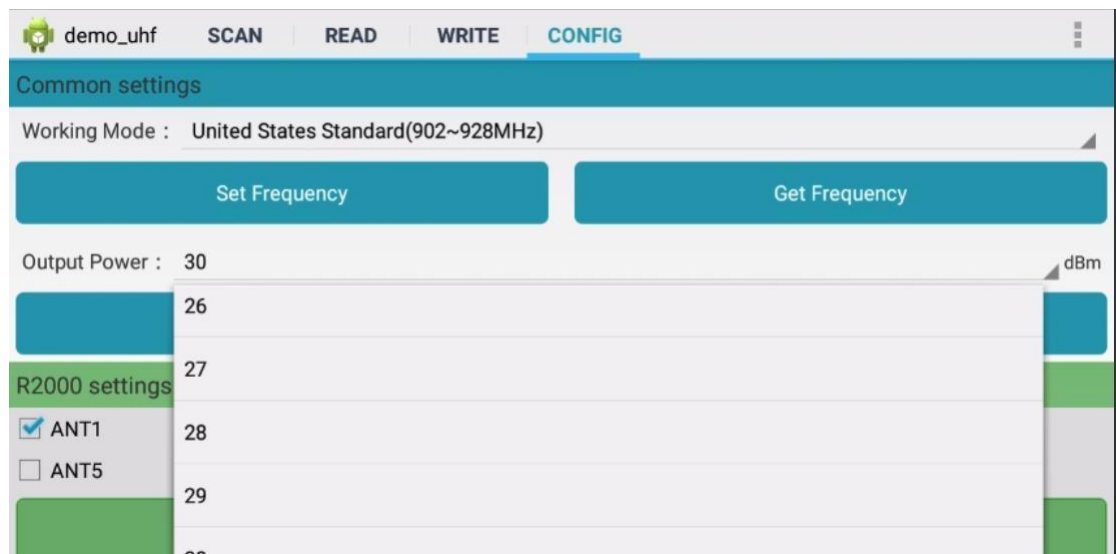 demo_uhf SCAN READ WRITE CONFIG
Common settings
Working Mode : United States Standard(902~928MHz)
Set Frequency Get Frequency
Output Power : 30 dBm
26
27
R2000 settings
28
ANT1
ANT5
29